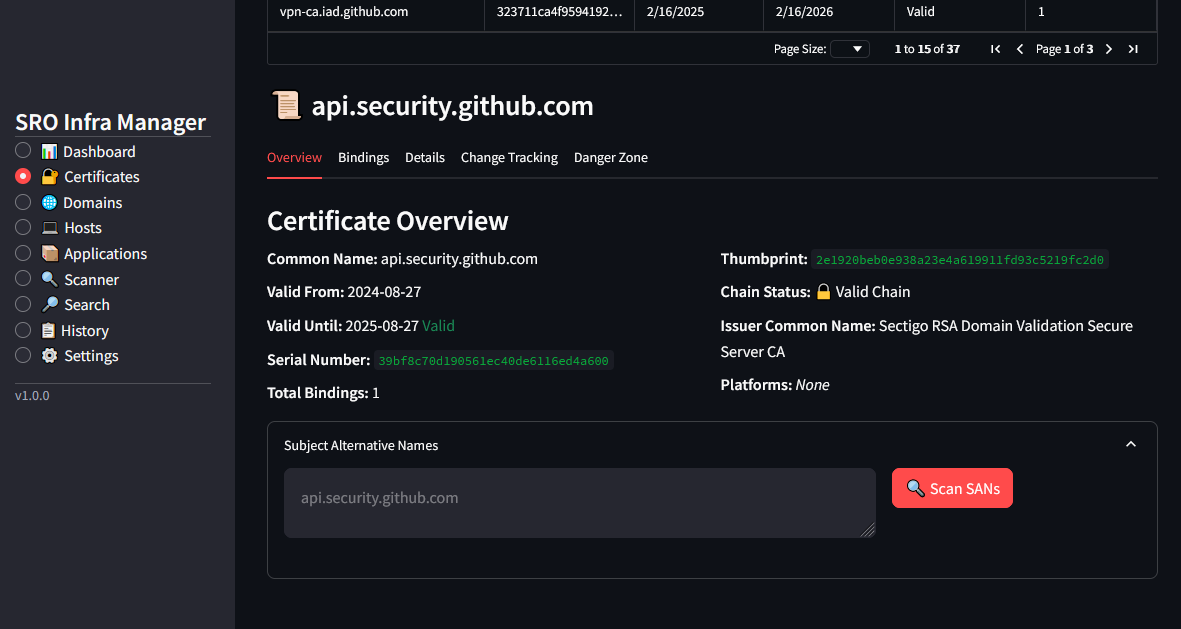 vpn-ca.iad.github.com 323711ca4f9594192... 2/16/2025 2/16/2026 Valid 1
Page Size: 1 to 15 of 37 Page 1 of 3
SRO Infra Manager
Dashboard
Certificates
Domains
Hosts
Applications
Scanner
Search
History
Settings
v1.0.0
api.security.github.com
Overview Bindings Details Change Tracking Danger Zone
Certificate Overview
Common Name: api.security.github.com
Valid From: 2024-08-27
Valid Until: 2025-08-27 Valid
Serial Number: 39bf8c70d190561ec40de6116ed4a600
Total Bindings: 1
Thumbprint: 2e1920beb0e938a23e4a619911fd93c5219fc2d0
Chain Status: 🔒 Valid Chain
Issuer Common Name: Sectigo RSA Domain Validation Secure
Server CA
Platforms: None
Subject Alternative Names
api.security.github.com
Scan SANs